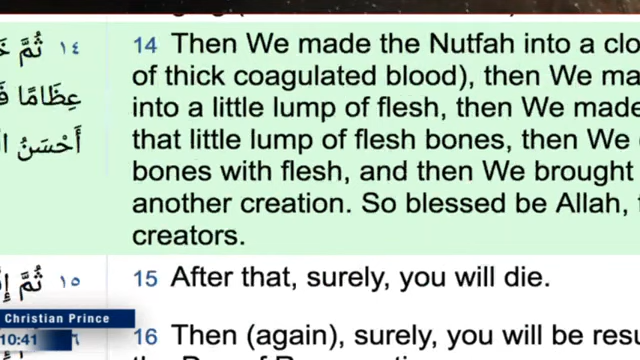 ١٤ ثُمَّ
14 Then We made the Nutfah into a clo
of thick coagulated blood), then We ma
عِظَامًا
into a little lump of flesh, then We made
أَحْسَنُ
that little lump of flesh bones, then We
bones with flesh, and then We brought
another creation. So blessed be Allah,
creators.
١٥ ثُمَّ
15 After that, surely, you will die.
Christian Prince
10:41
16 Then (again), surely, you will be resu